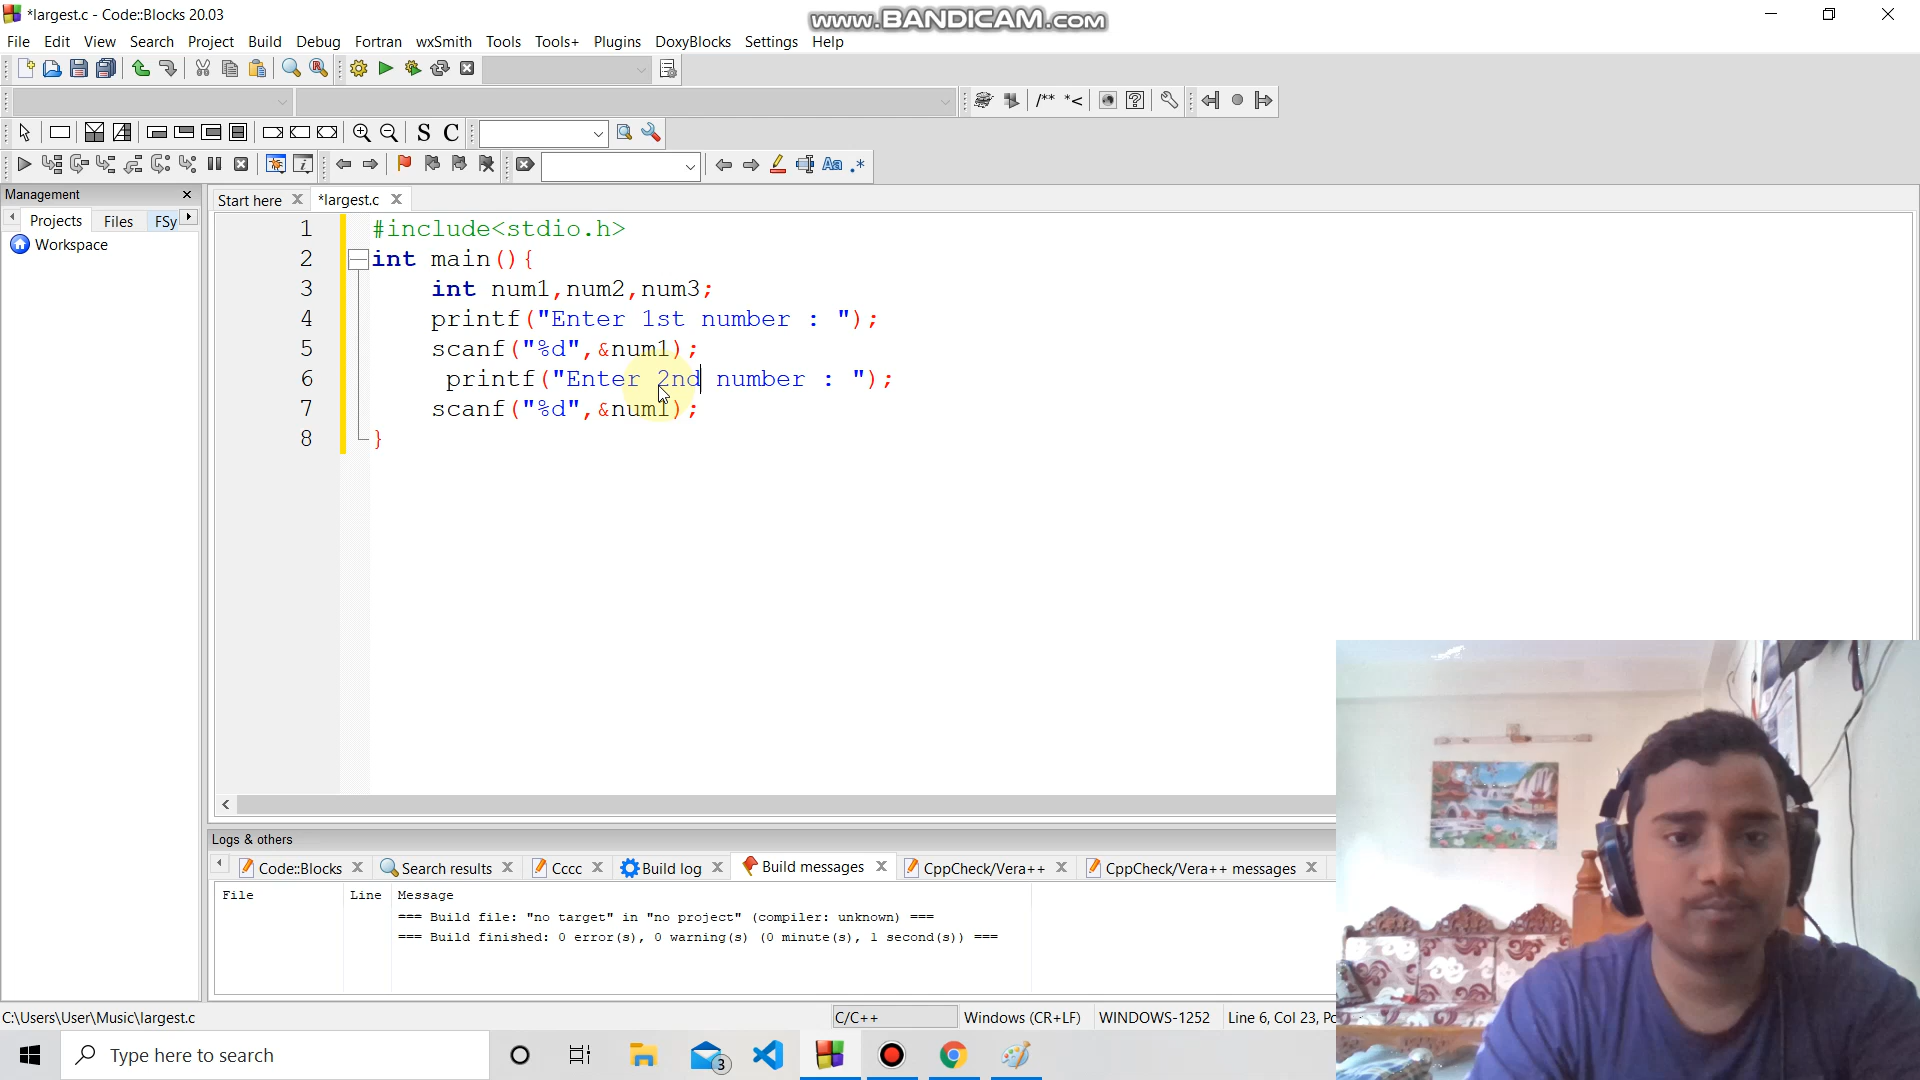 *largest.c - Code::Blocks 20.03
www.BANDICAM.com
File Edit View Search Project Build Debug Fortran wxSmith Tools Tools+ Plugins DoxyBlocks Settings Help
/** *<
S C
Aa .*
Management
Projects Files FSy
Workspace
Start here *largest.c
1 #include<stdio.h>
2 int main(){
3 int num1,num2,num3;
4 printf("Enter 1st number : ");
5 scanf("%d",&num1);
6 printf("Enter 2nd number : ");
7 scanf("%d",&num1);
8 }
Logs & others
Code::Blocks Search results Cccc Build log Build messages CppCheck/Vera++ CppCheck/Vera++ messages
File Line Message
=== Build file: "no target" in "no project" (compiler: unknown) ===
=== Build finished: 0 error(s), 0 warning(s) (0 minute(s), 1 second(s)) ===
C:\Users\User\Music\largest.c C/C++ Windows (CR+LF) WINDOWS-1252 Line 6, Col 23,
Type here to search 3